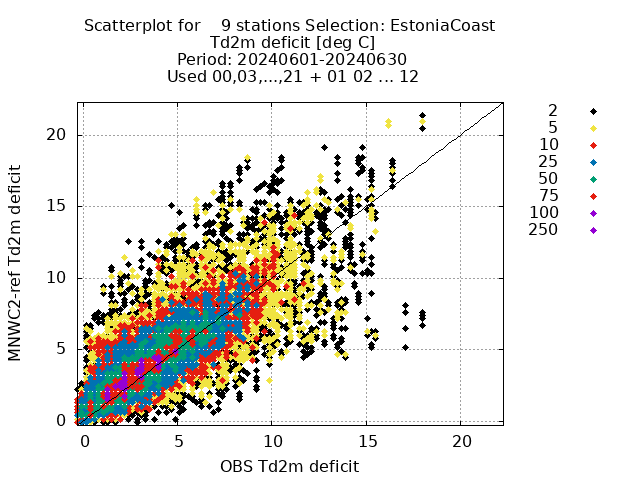 Scatterplot for    9 stations Selection: EstoniaCoast
Td2m deficit [deg C]
Period: 20240601-20240630
Used 00,03,...,21 + 01 02 ... 12
2
5
10
25
50
75
100
250
20
15
10
5
0
MNWC2-ref Td2m deficit
0 5 10 15 20
OBS Td2m deficit